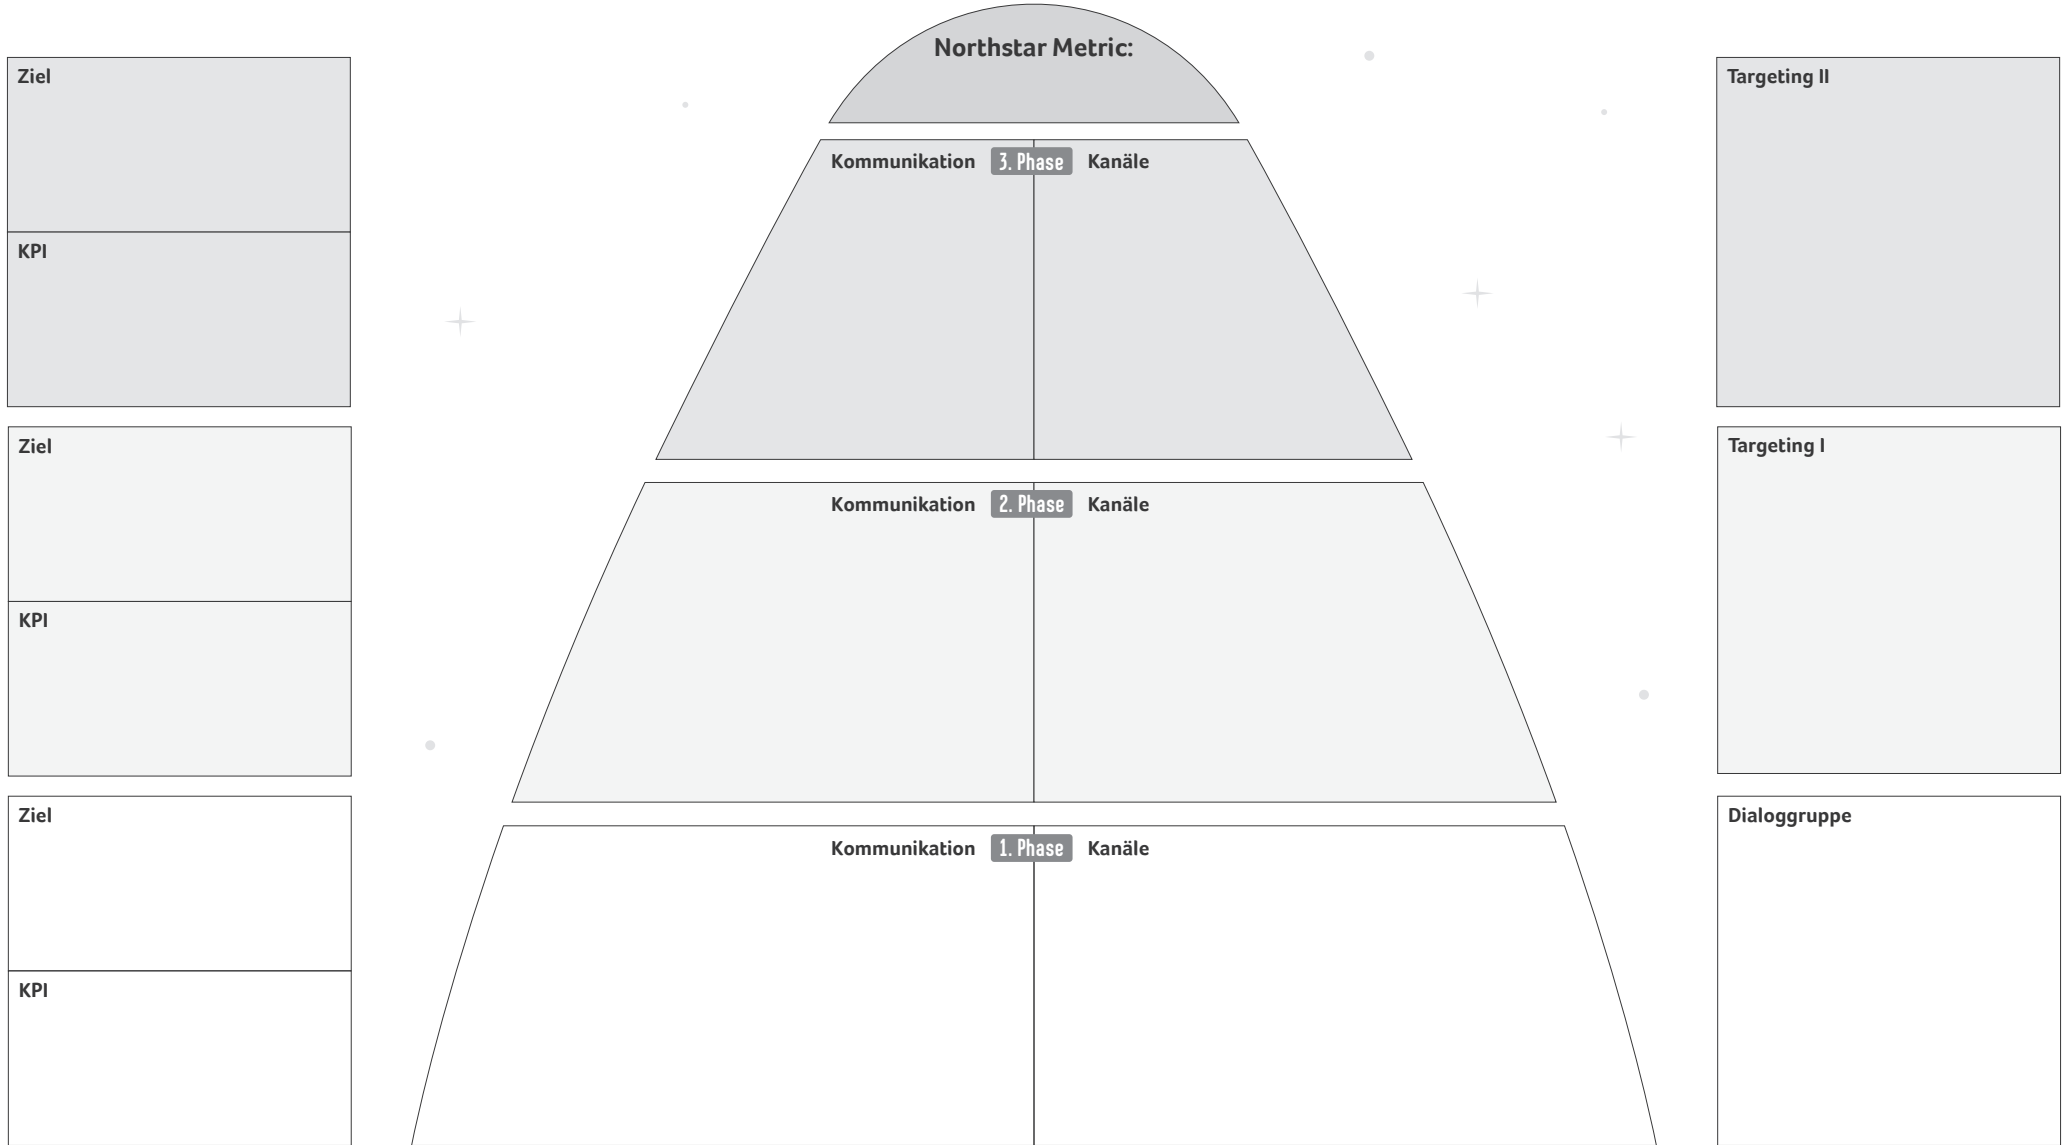 Northstar Metric:
Ziel
Targeting II
Kommunikation 3. Phase Kanäle
KPI
Ziel
Targeting I
Kommunikation 2. Phase Kanäle
KPI
Ziel
Dialoggruppe
Kommunikation 1. Phase Kanäle
KPI